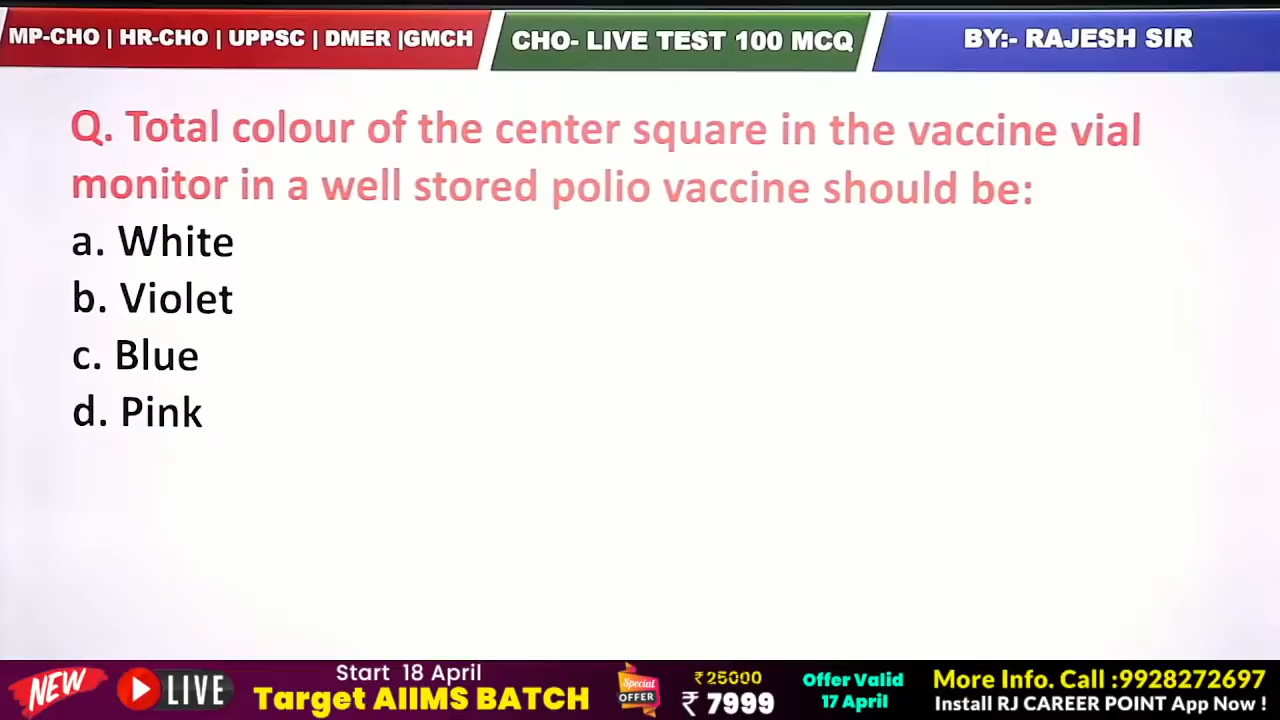 MP-CHO | HR-CHO | UPPSC | DMER |GMCH
CHO- LIVE TEST 100 MCQ
BY:- RAJESH SIR
Q. Total colour of the center square in the vaccine vial
monitor in a well stored polio vaccine should be:
a. White
b. Violet
c. Blue
d. Pink
NEW
LIVE
Start 18 April
Target AIIMS BATCH
Special
OFFER
₹25000
₹ 7999
Offer Valid
17 April
More Info. Call :9928272697
Install RJ CAREER POINT App Now !